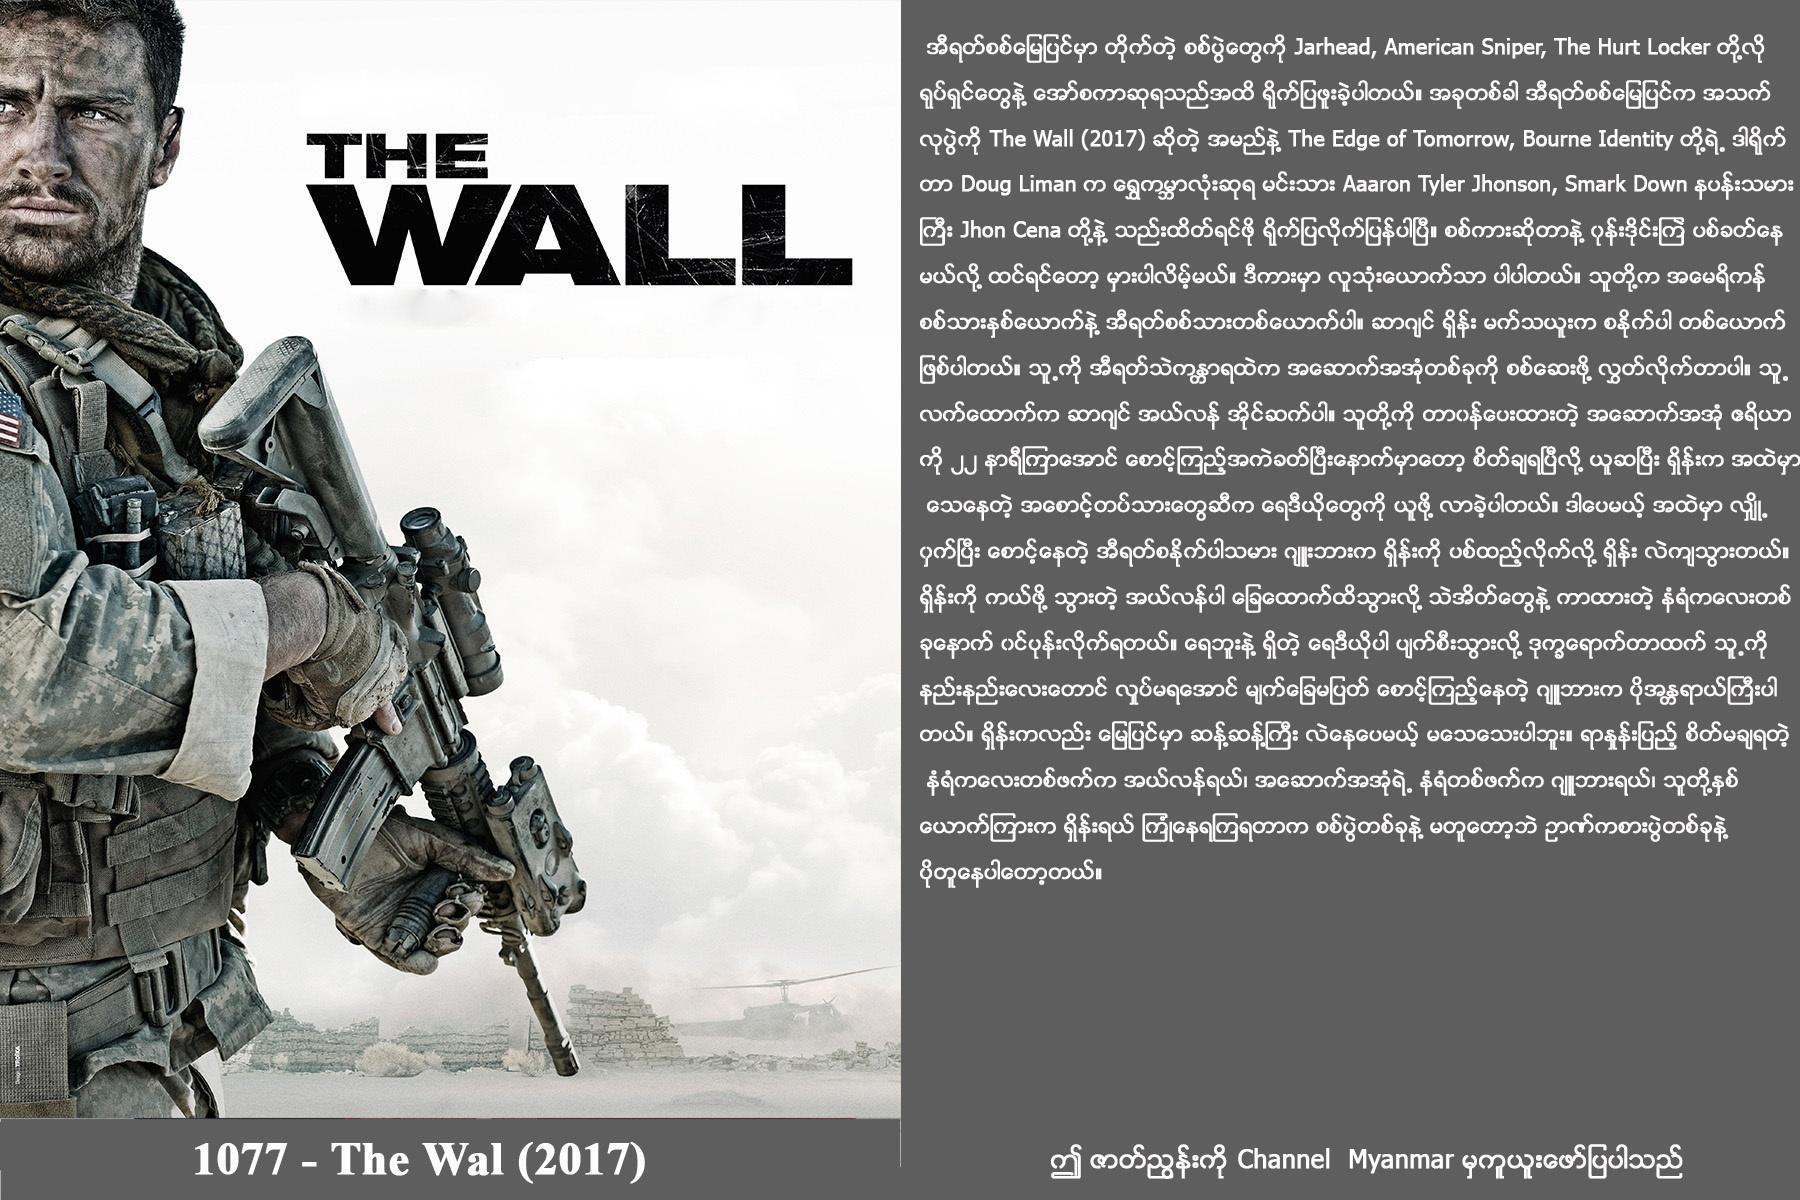 THE
WALL
1077 - The Wal (2017)
အီရတ်စစ်မြေပြင်မှာ တိုက်တဲ့ စစ်ပွဲတွေကို Jarhead, American Sniper, The Hurt Locker တို့လို
ရုပ်ရှင်တွေနဲ့ အော်စကာဆုရသည်အထိ ရိုက်ပြဖူးခဲ့ပါတယ်။ အခုတစ်ခါ အီရတ်စစ်မြေပြင်က အသက်
လုပွဲကို The Wall (2017) ဆိုတဲ့ အမည်နဲ့ The Edge of Tomorrow, Bourne Identity တို့ရဲ့ ဒါရိုက်
တာ Doug Liman က ရွှေကမ္ဘာလုံးဆုရ မင်းသား Aaaron Tyler Jhonson, Smark Down နပန်းသမား
ကြီး Jhon Cena တို့နဲ့ သည်းထိတ်ရင်ဖို ရိုက်ပြလိုက်ပြန်ပါပြီ။ စစ်ကားဆိုတာနဲ့ ဝုန်းဒိုင်းကြဲ ပစ်ခတ်နေ
မယ်လို့ ထင်ရင်တော့ မှားပါလိမ့်မယ်။ ဒီကားမှာ လူသုံးယောက်သာ ပါပါတယ်။ သူတို့က အမေရိကန်
စစ်သားနှစ်ယောက်နဲ့ အီရတ်စစ်သားတစ်ယောက်ပါ။ ဆာဂျင် ရှိန်း မက်သယူးက စနိုက်ပါ တစ်ယောက်
ဖြစ်ပါတယ်။ သူ့ကို အီရတ်သဲကန္တာရထဲက အဆောက်အအုံတစ်ခုကို စစ်ဆေးဖို့ လွှတ်လိုက်တာပါ။ သူ့
လက်ထောက်က ဆာဂျင် အယ်လန် အိုင်ဆက်ပါ။ သူတို့ကို တာဝန်ပေးထားတဲ့ အဆောက်အအုံ ဧရိယာ
ကို ၂၂ နာရီကြာအောင် စောင့်ကြည့်အကဲခတ်ပြီးနောက်မှာတော့ စိတ်ချရပြီလို့ ယူဆပြီး ရှိန်းက အထဲမှာ
သေနေတဲ့ အစောင့်တပ်သားတွေဆီက ရေဒီယိုတွေကို ယူဖို့ လာခဲ့ပါတယ်။ ဒါပေမယ့် အထဲမှာ လျှို့
ဝှက်ပြီး စောင့်နေတဲ့ အီရတ်စနိုက်ပါသမား ဂျူးဘားက ရှိန်းကို ပစ်ထည့်လိုက်လို့ ရှိန်း လဲကျသွားတယ်။
ရှိန်းကို ကယ်ဖို့ သွားတဲ့ အယ်လန်ပါ ခြေထောက်ထိသွားလို့ သဲအိတ်တွေနဲ့ ကာထားတဲ့ နံရံကလေးတစ်
ခုနောက် ဝင်ပုန်းလိုက်ရတယ်။ ရေဘူးနဲ့ ရှိတဲ့ ရေဒီယိုပါ ပျက်စီးသွားလို့ ဒုက္ခရောက်တာထက် သူ့ကို
နည်းနည်းလေးတောင် လှုပ်မရအောင် မျက်ခြေမပြတ် စောင့်ကြည့်နေတဲ့ ဂျူဘားက ပိုအန္တရာယ်ကြီးပါ
တယ်။ ရှိန်းကလည်း မြေပြင်မှာ ဆန့်ဆန့်ကြီး လဲနေပေမယ့် မသေသေးပါဘူး။ ရာနှုန်းပြည့် စိတ်မချရတဲ့
နံရံကလေးတစ်ဖက်က အယ်လန်ရယ်၊ အဆောက်အအုံရဲ့ နံရံတစ်ဖက်က ဂျူဘားရယ်၊ သူတို့နှစ်
ယောက်ကြားက ရှိန်းရယ် ကြုံနေရကြရတာက စစ်ပွဲတစ်ခုနဲ့ မတူတော့ဘဲ ဉာဏ်ကစားပွဲတစ်ခုနဲ့
ပိုတူနေပါတော့တယ်။
ဤ ဇာတ်ညွှန်းကို Channel Myanmar မှကူယူးဖော်ပြပါသည်